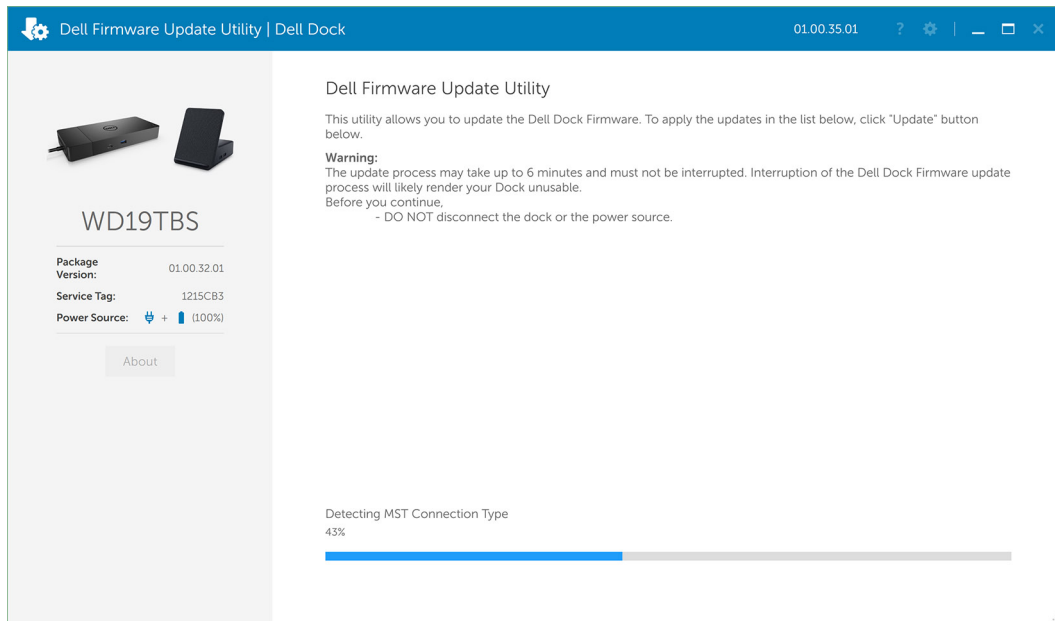 Dell Firmware Update Utility | Dell Dock
01.00.35.01 ?
Dell Firmware Update Utility
This utility allows you to update the Dell Dock Firmware. To apply the updates in the list below, click "Update" button
below.
Warning:
The update process may take up to 6 minutes and must not be interrupted. Interruption of the Dell Dock Firmware update
process will likely render your Dock unusable.
Before you continue,
- DO NOT disconnect the dock or the power source.
WD19TBS
Package
Version: 01.00.32.01
Service Tag: 1215CB3
Power Source: + (100%)
About
Detecting MST Connection Type
43%